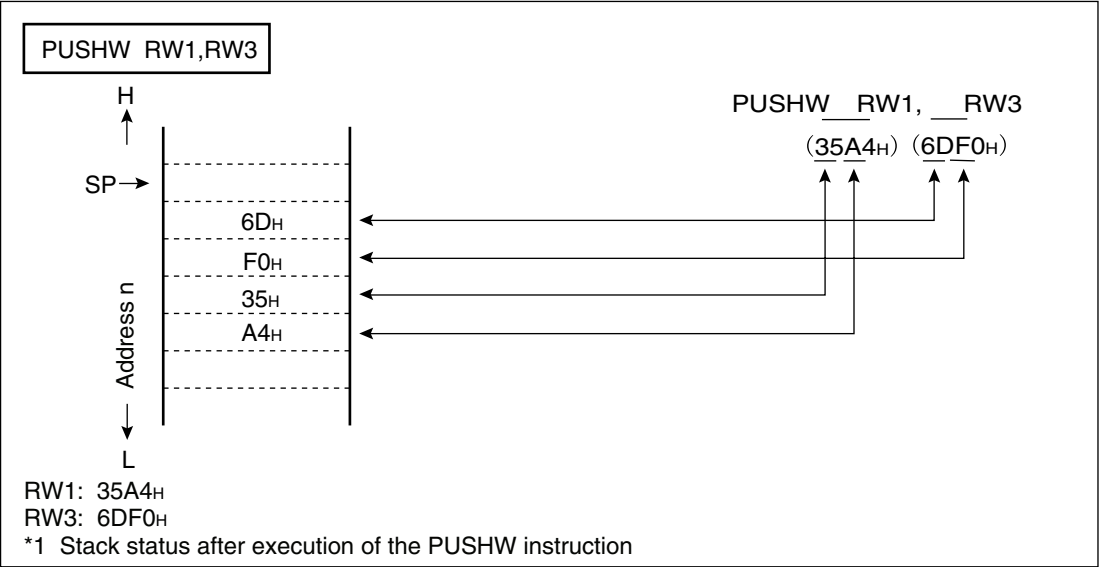 PUSHW RW1,RW3
H
PUSHW RW1, RW3
(35A4H) (6DF0H)
SP
6DH
F0H
35H
A4H
Address n
L
RW1: 35A4H
RW3: 6DF0H
*1 Stack status after execution of the PUSHW instruction